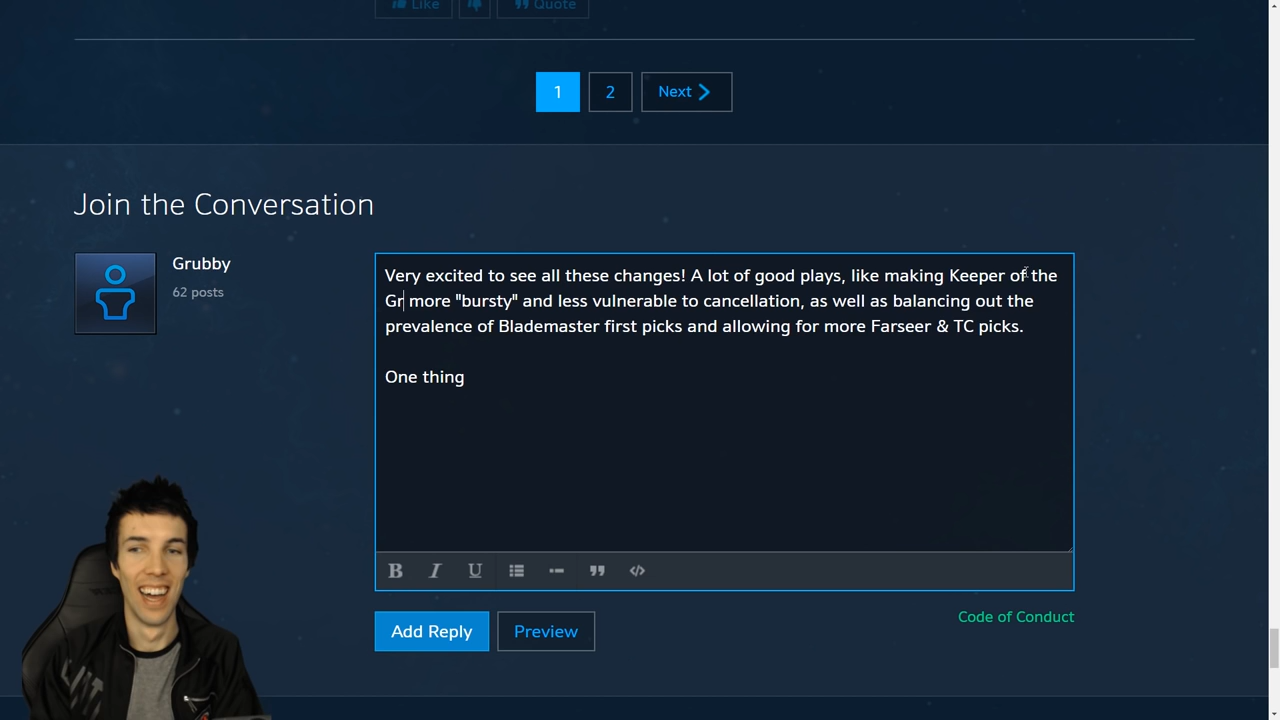 Like Quote
1 2 Next
Join the Conversation
Grubby
62 posts
Very excited to see all these changes! A lot of good plays, like making Keeper of the
Gr more "bursty" and less vulnerable to cancellation, as well as balancing out the
prevalence of Blademaster first picks and allowing for more Farseer & TC picks.
One thing
B I U
Add Reply Preview
Code of Conduct